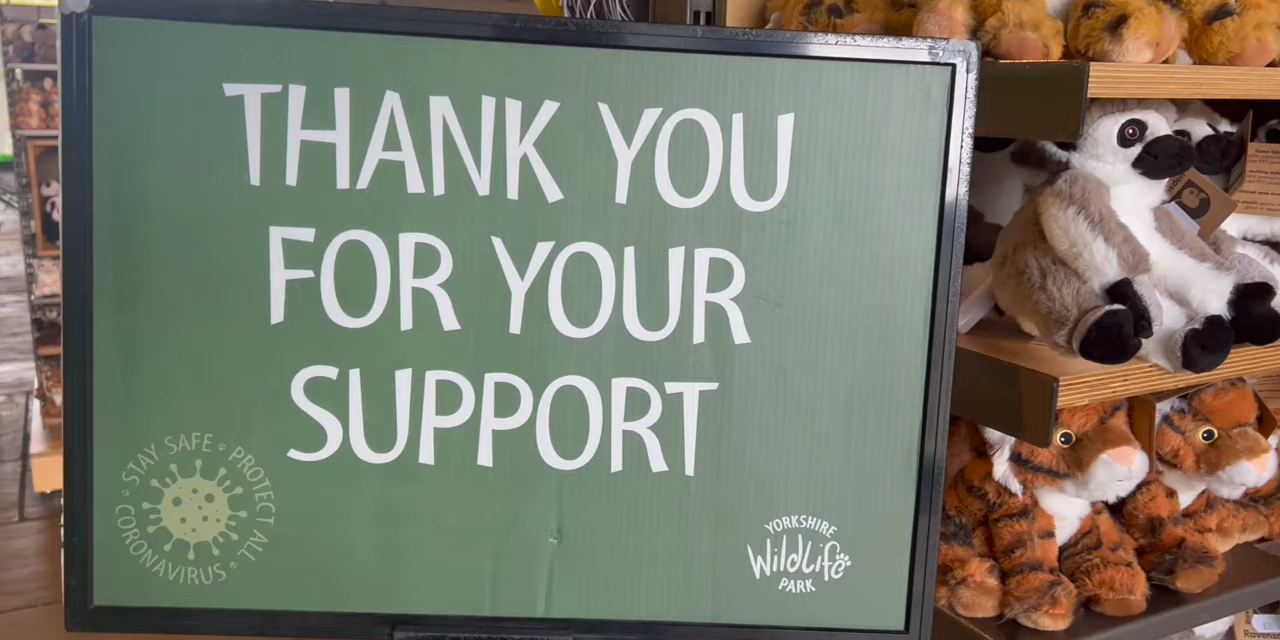 THANK YOU
FOR YOUR
SUPPORT
STAY SAFE • PROTECT ALL • CORONAVIRUS •
YORKSHIRE
WildLife
PARK